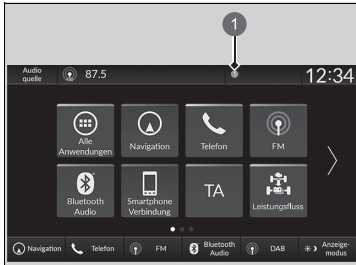 1
Audio
quelle
87.5
12:34
Alle
Anwendungen
Navigation
Telefon
FM
Bluetooth
Audio
Smartphone
Verbindung
TA
Leistungsfluss
Navigation
Telefon
FM
Bluetooth
Audio
DAB
Anzeige-
modus